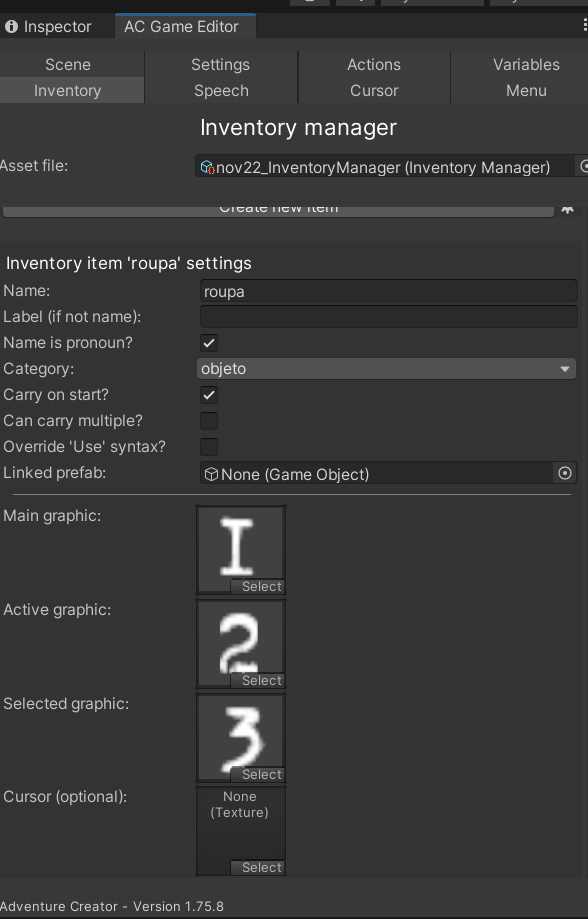 Inspector AC Game Editor
Scene Settings Actions Variables
Inventory Speech Cursor Menu
Inventory manager
Asset file: nov22_InventoryManager (Inventory Manager)
Create new item
Inventory item 'roupa' settings
Name: roupa
Label (if not name):
Name is pronoun?
Category: objeto
Carry on start?
Can carry multiple?
Override 'Use' syntax?
Linked prefab: None (Game Object)
Main graphic: 1
Select
Active graphic: 2
Select
Selected graphic: 3
Select
Cursor (optional): None
(Texture)
Select
Adventure Creator - Version 1.75.8